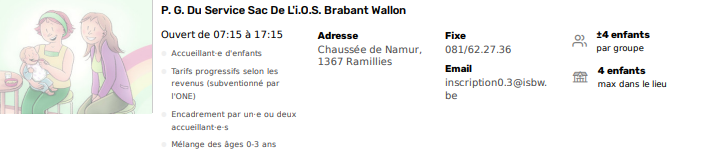 P. G. Du Service Sac De L'i.O.S. Brabant Wallon
Ouvert de 07:15 à 17:15
Accueillant·e d'enfants
Tarifs progressifs selon les
revenus (subventionné par
l'ONE)
Encadrement par un·e ou deux
accueillant·e·s
Mélange des âges 0-3 ans
Adresse
Chaussée de Namur,
1367 Ramillies
Fixe
081/62.27.36
Email
inscription0.3@isbw.
be
±4 enfants
par groupe
4 enfants
max dans le lieu